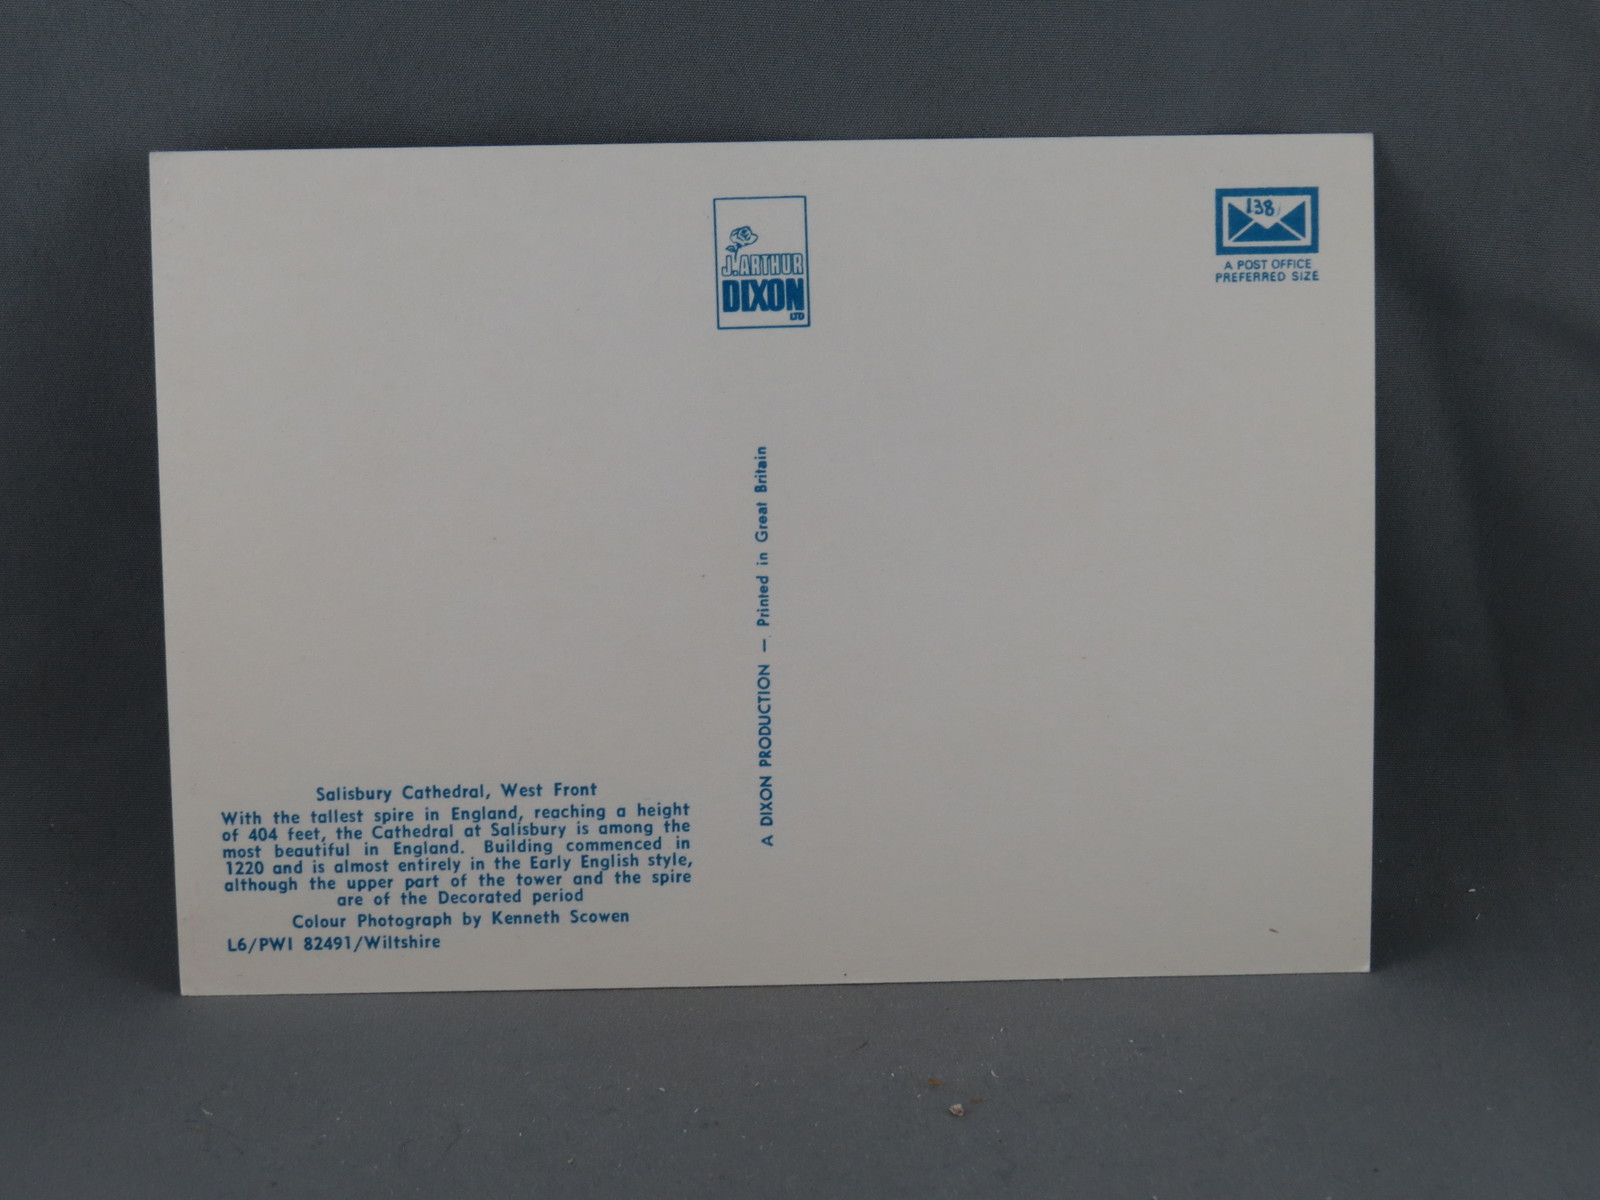 J. ARTHUR
DIXON
LTD
138
A POST OFFICE
PREFERRED SIZE
A DIXON PRODUCTION — Printed in Great Britain
Salisbury Cathedral, West Front
With the tallest spire in England, reaching a height
of 404 feet, the Cathedral at Salisbury is among the
most beautiful in England. Building commenced in
1220 and is almost entirely in the Early English style,
although the upper part of the tower and the spire
are of the Decorated period
Colour Photograph by Kenneth Scowen
L6/PWI 82491/Wiltshire